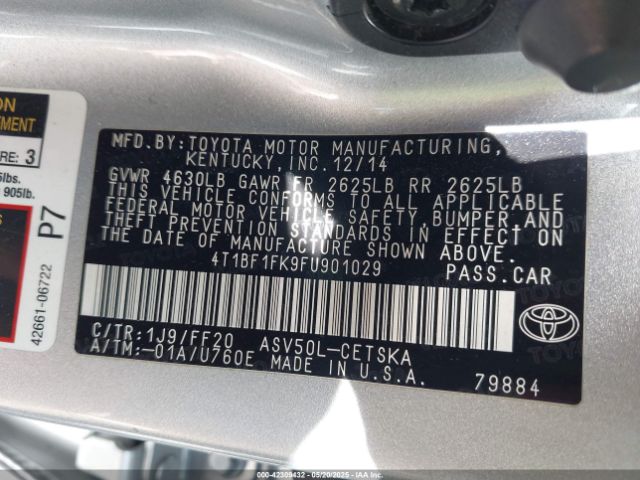 ON
EMENT
RE: 3
lbs.
905lb.
P7
42661-06722
MFD.BY:TOYOTA MOTOR MANUFACTURING,
KENTUCKY, INC. 12/14
GVWR 4630LB GAWR FR 2625LB RR 2625LB
THIS VEHICLE CONFORMS TO ALL APPLICABLE
FEDERAL MOTOR VEHICLE SAFETY, BUMPER, AND
THEFT PREVENTION STANDARDS IN EFFECT ON
THE DATE OF MANUFACTURE SHOWN ABOVE.
4T1BF1FK9FU901029 PASS.CAR
C/TR:1J9/FF20 ASV50L-CETSKA
A/TM:-01A/U760E MADE IN U.S.A.
TOYOTA
79884
000-42309432 - 05/20/2025 - IAAI.COM